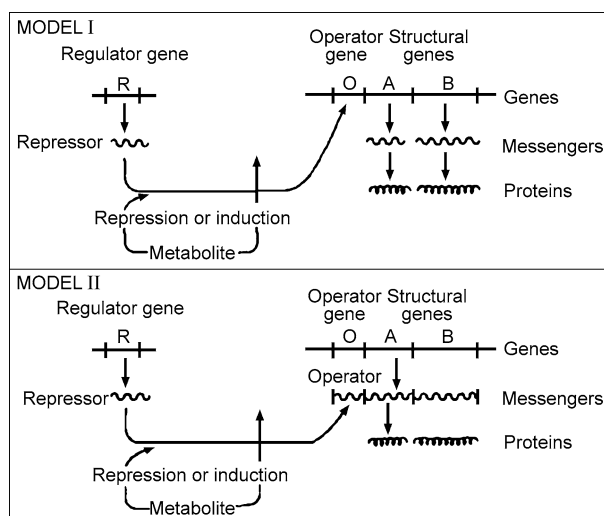 MODEL I
Regulator gene
Operator Structural
gene genes
R
O A B
Genes
Repressor
Messengers
Proteins
Repression or induction
Metabolite
MODEL II
Regulator gene
Operator Structural
gene genes
R
O A B
Genes
Operator
Repressor
Messengers
Proteins
Repression or induction
Metabolite